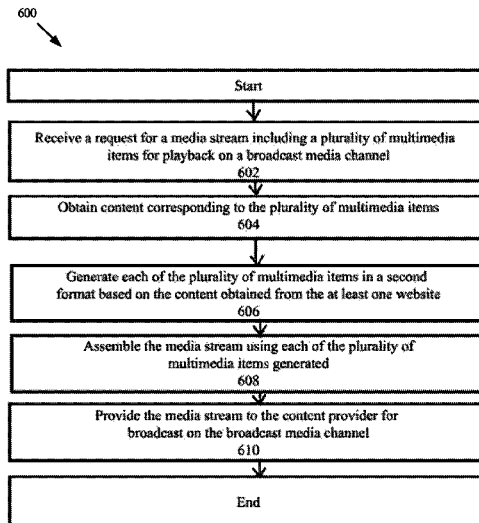 600
Start
Receive a request for a media stream including a plurality of multimedia
items for playback on a broadcast media channel
602
Obtain content corresponding to the plurality of multimedia items
604
Generate each of the plurality of multimedia items in a second
format based on the content obtained from the at least one website
606
Assemble the media stream using each of the plurality of
multimedia items generated
608
Provide the media stream to the content provider for
broadcast on the broadcast media channel
610
End